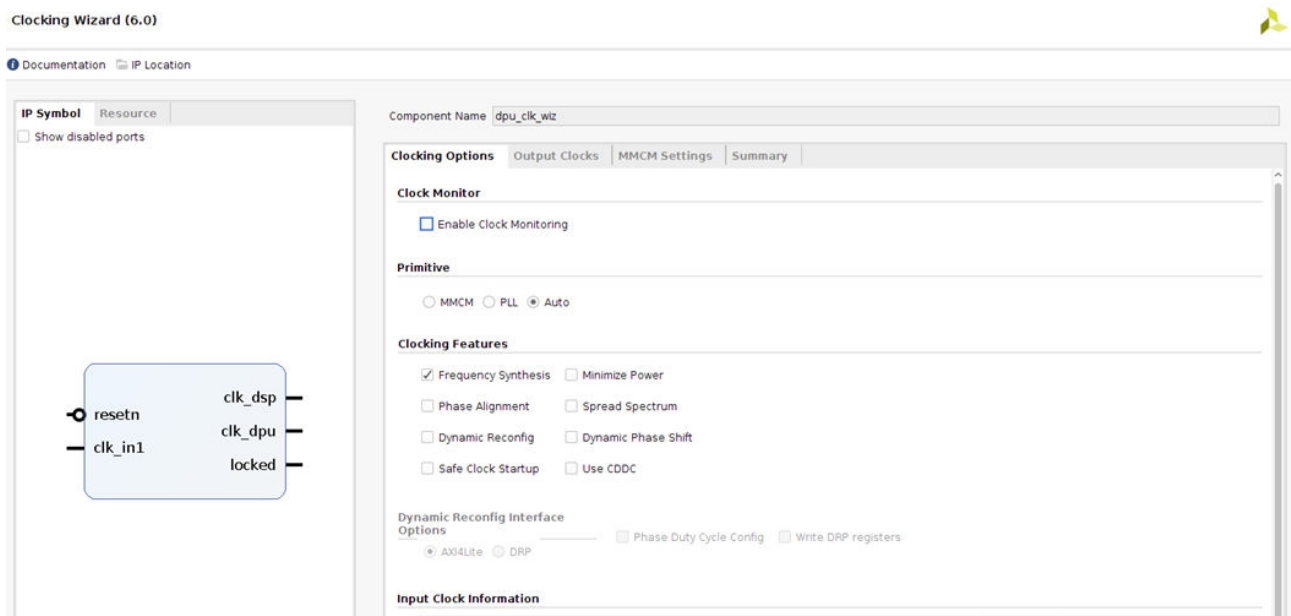 Clocking Wizard (6.0)
Documentation IP Location
IP Symbol Resource
Show disabled ports
resetn
clk_in1
clk_dsp
clk_dpu
locked
Component Name dpu_clk_wiz
Clocking Options Output Clocks MMCM Settings Summary
Clock Monitor
Enable Clock Monitoring
Primitive
MMCM PLL Auto
Clocking Features
Frequency Synthesis Minimize Power
Phase Alignment Spread Spectrum
Dynamic Reconfig Dynamic Phase Shift
Safe Clock Startup Use CDDC
Dynamic Reconfig Interface
Options
Phase Duty Cycle Config Write DRP registers
AXI4Lite DRP
Input Clock Information